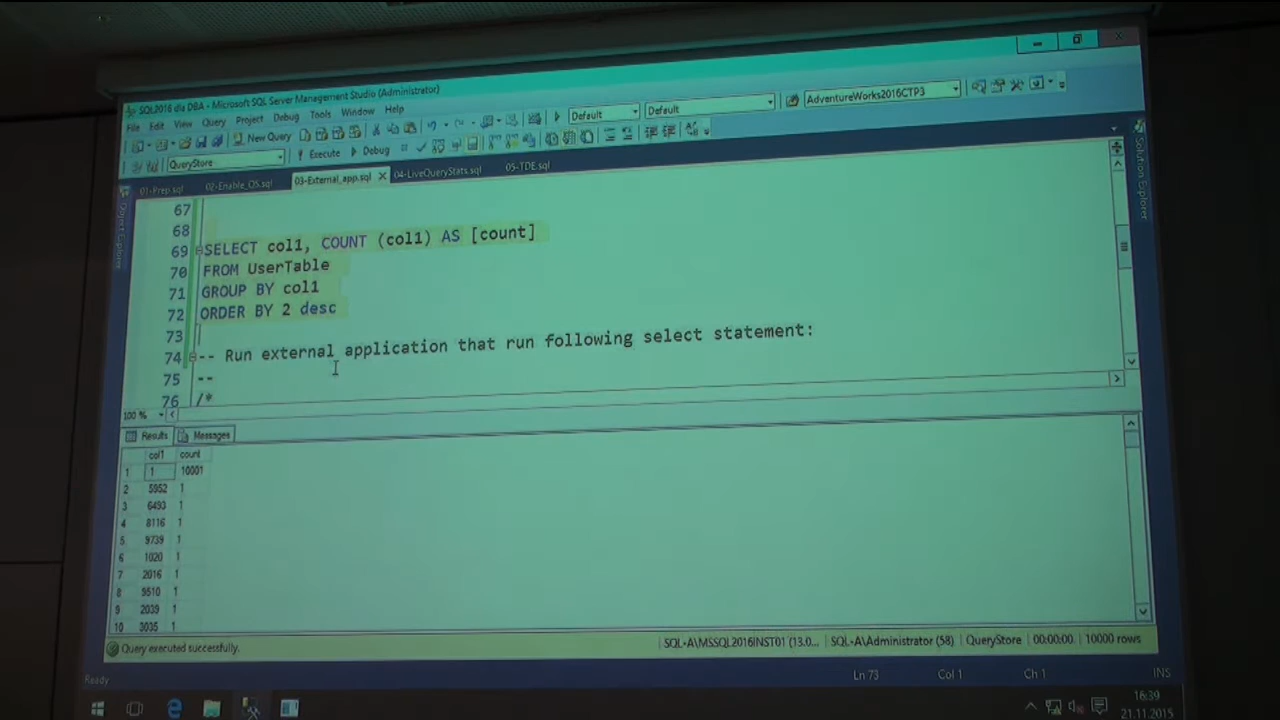 SQL2016 dla DBA - Microsoft SQL Server Management Studio (Administrator)
File Edit View Query Project Debug Tools Window Help
New Query Default Default AdventureWorks2016CTP3
QueryStore Execute Debug
01-Prep.sql 02-Enable_QS.sql 03-External_app.sql 04-LiveQueryStats.sql 05-TDE.sql
Object Explorer
Solution Explorer
67
68
69 SELECT col1, COUNT (col1) AS [count]
70 FROM UserTable
71 GROUP BY col1
72 ORDER BY 2 desc
73
74 -- Run external application that run following select statement:
75 --
76 /*
100 %
Results Messages
col1 count
1 1 10001
2 5952 1
3 6493 1
4 8116 1
5 9739 1
6 1020 1
7 2016 1
8 5510 1
9 2039 1
10 3035 1
Query executed successfully. SQL-A\MSSQL2016INST01 (13.0... SQL-A\Administrator (58) QueryStore 00:00:00 10000 rows
Ready Ln 73 Col 1 Ch 1 INS
16:39
21.11.2015